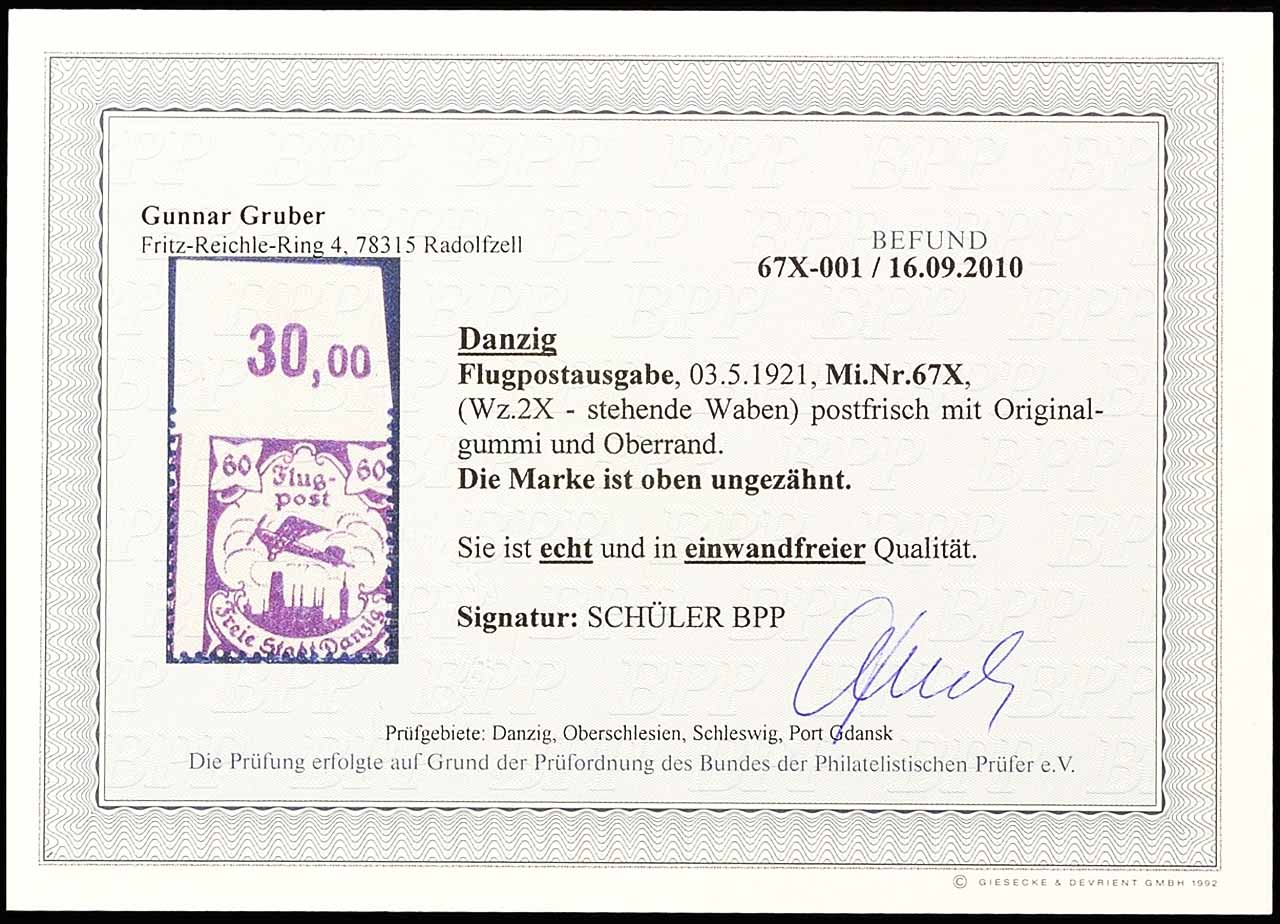 Gunnar Gruber
Fritz-Reichle-Ring 4, 78315 Radolfzell
BEFUND
67X-001 / 16.09.2010
30,00
60 60
Flug-
post
Freie Stadt Danzig
Danzig
Flugpostausgabe, 03.5.1921, Mi.Nr.67X,
(Wz.2X - stehende Waben) postfrisch mit Original-
gummi und Oberrand.
Die Marke ist oben ungezähnt.
Sie ist echt und in einwandfreier Qualität.
Signatur: SCHÜLER BPP
Prüfgebiete: Danzig, Oberschlesien, Schleswig, Port Gdansk
Die Prüfung erfolgte auf Grund der Prüfordnung des Bundes der Philatelistischen Prüfer e.V.
© GIESECKE & DEVRIENT GMBH 1992